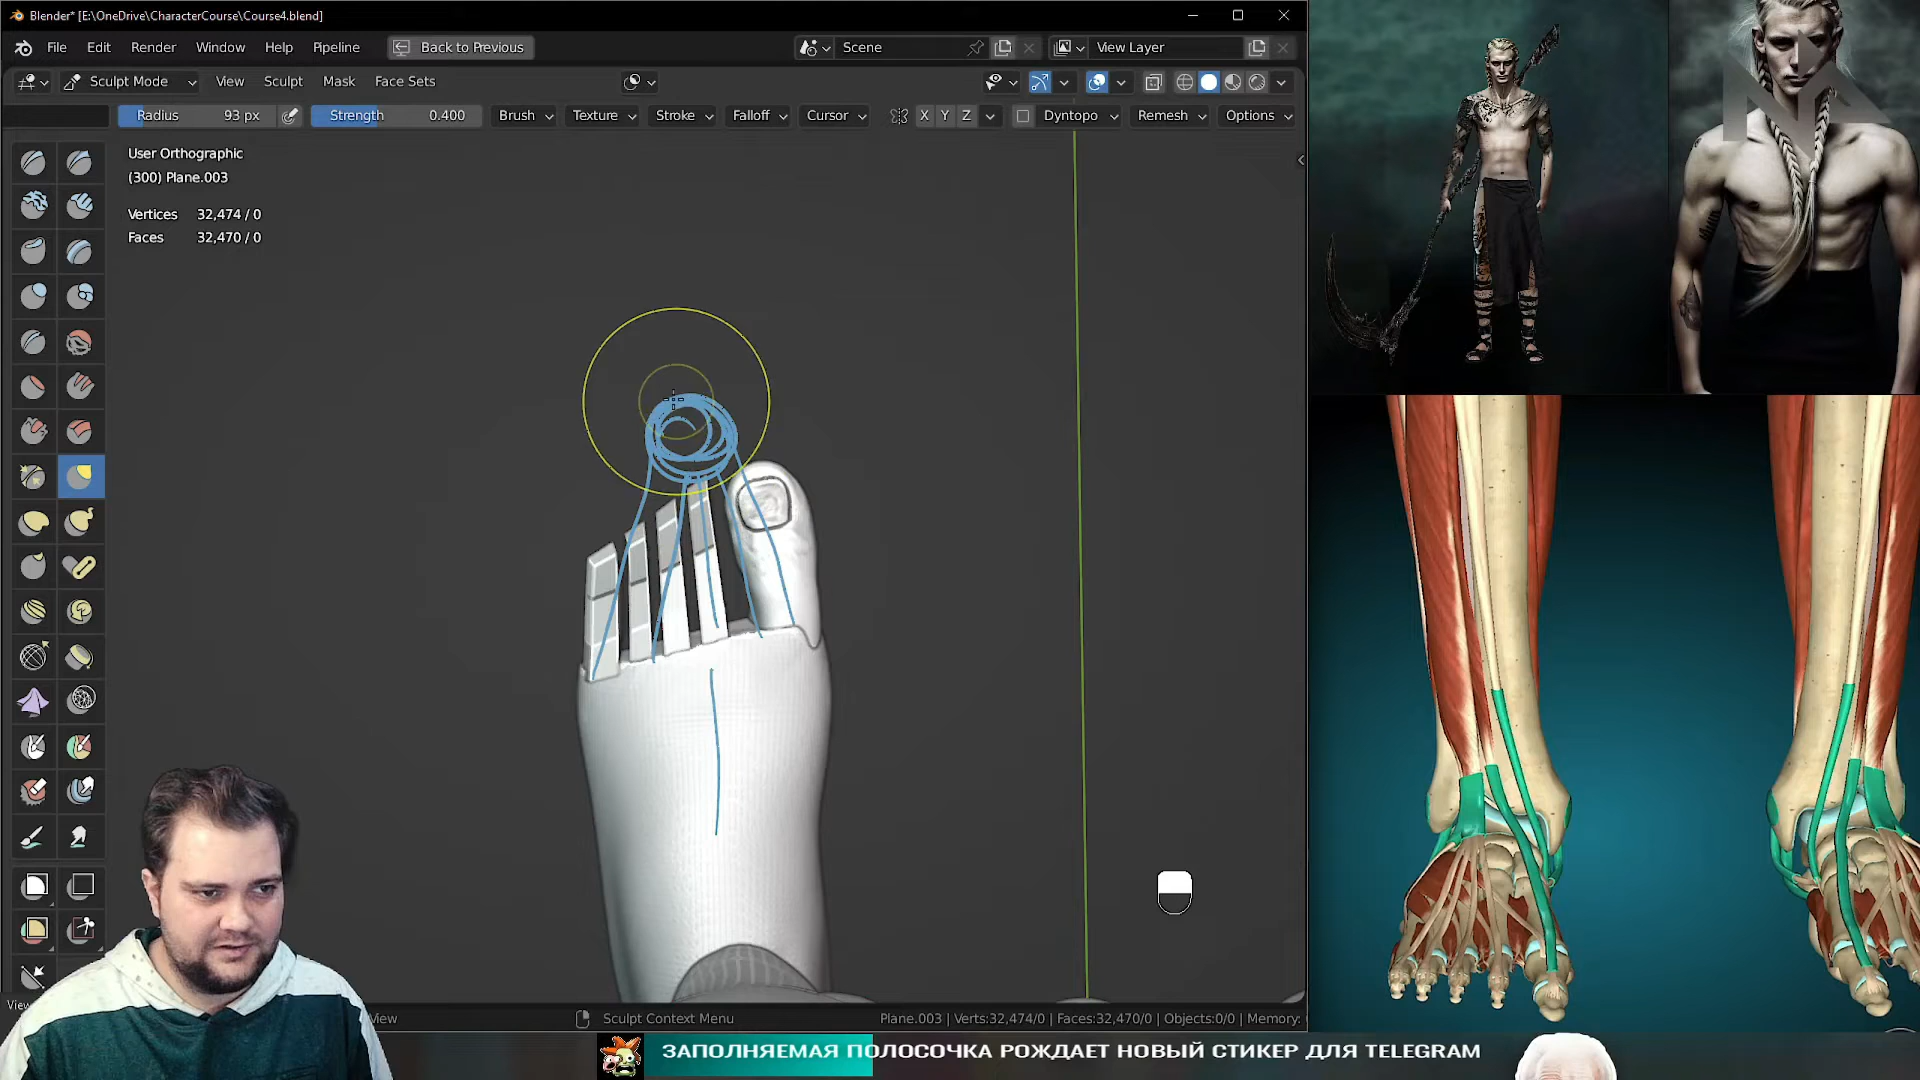 Blender* [E:\OneDrive\CharacterCourse\Course4.blend]
File Edit Render Window Help Pipeline Back to Previous Scene View Layer
Sculpt Mode View Sculpt Mask Face Sets
Radius 93 px Strength 0.400 Brush Texture Stroke Falloff Cursor X Y Z Dyntopo Remesh Options
User Orthographic
(300) Plane.003
Vertices 32,474 / 0
Faces 32,470 / 0
View Sculpt Context Menu Plane.003 | Verts:32,474/0 | Faces:32,470/0 | Objects:0/0 | Memory:
ЗАПОЛНЯЕМАЯ ПОЛОСОЧКА РОЖДАЕТ НОВЫЙ СТИКЕР ДЛЯ TELEGRAM